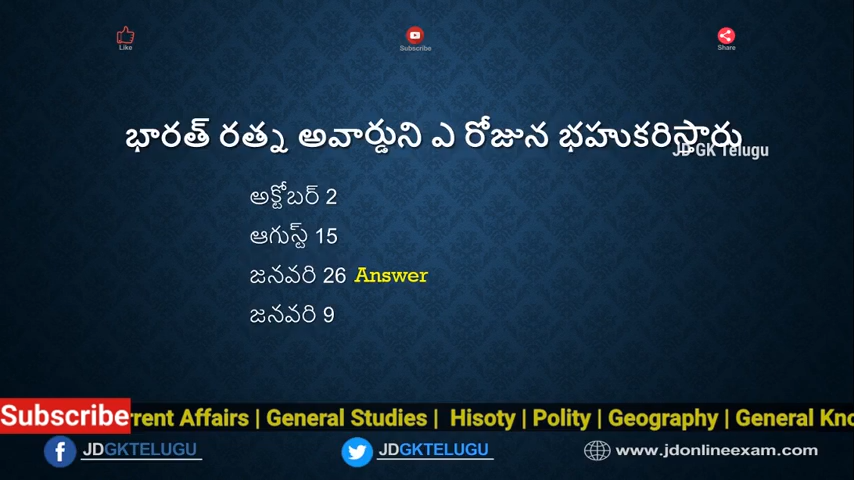 Like
Subscribe
Share
భారత్ రత్న అవార్డుని ఎ రోజున భహుకరిస్తారు
JD GK Telugu
అక్టోబర్ 2
ఆగుస్ట్ 15
జనవరి 26 Answer
జనవరి 9
Subscribe rrent Affairs | General Studies | Hisoty | Polity | Geography | General Kno
JDGKTELUGU JDGKTELUGU www.jdonlineexam.com